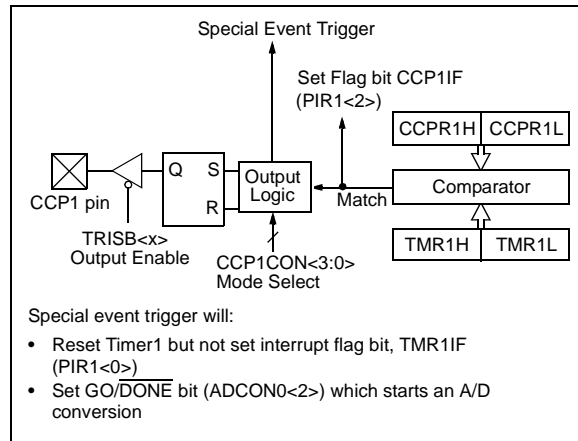 Special Event Trigger
Set Flag bit CCP1IF
(PIR1<2>)
CCPR1H CCPR1L
Q S Output
Logic
R
Match
Comparator
CCP1 pin
TRISB<x>
Output Enable
CCP1CON<3:0>
Mode Select
TMR1H TMR1L
Special event trigger will:
• Reset Timer1 but not set interrupt flag bit, TMR1IF
(PIR1<0>)
• Set GO/DONE bit (ADCON0<2>) which starts an A/D
conversion